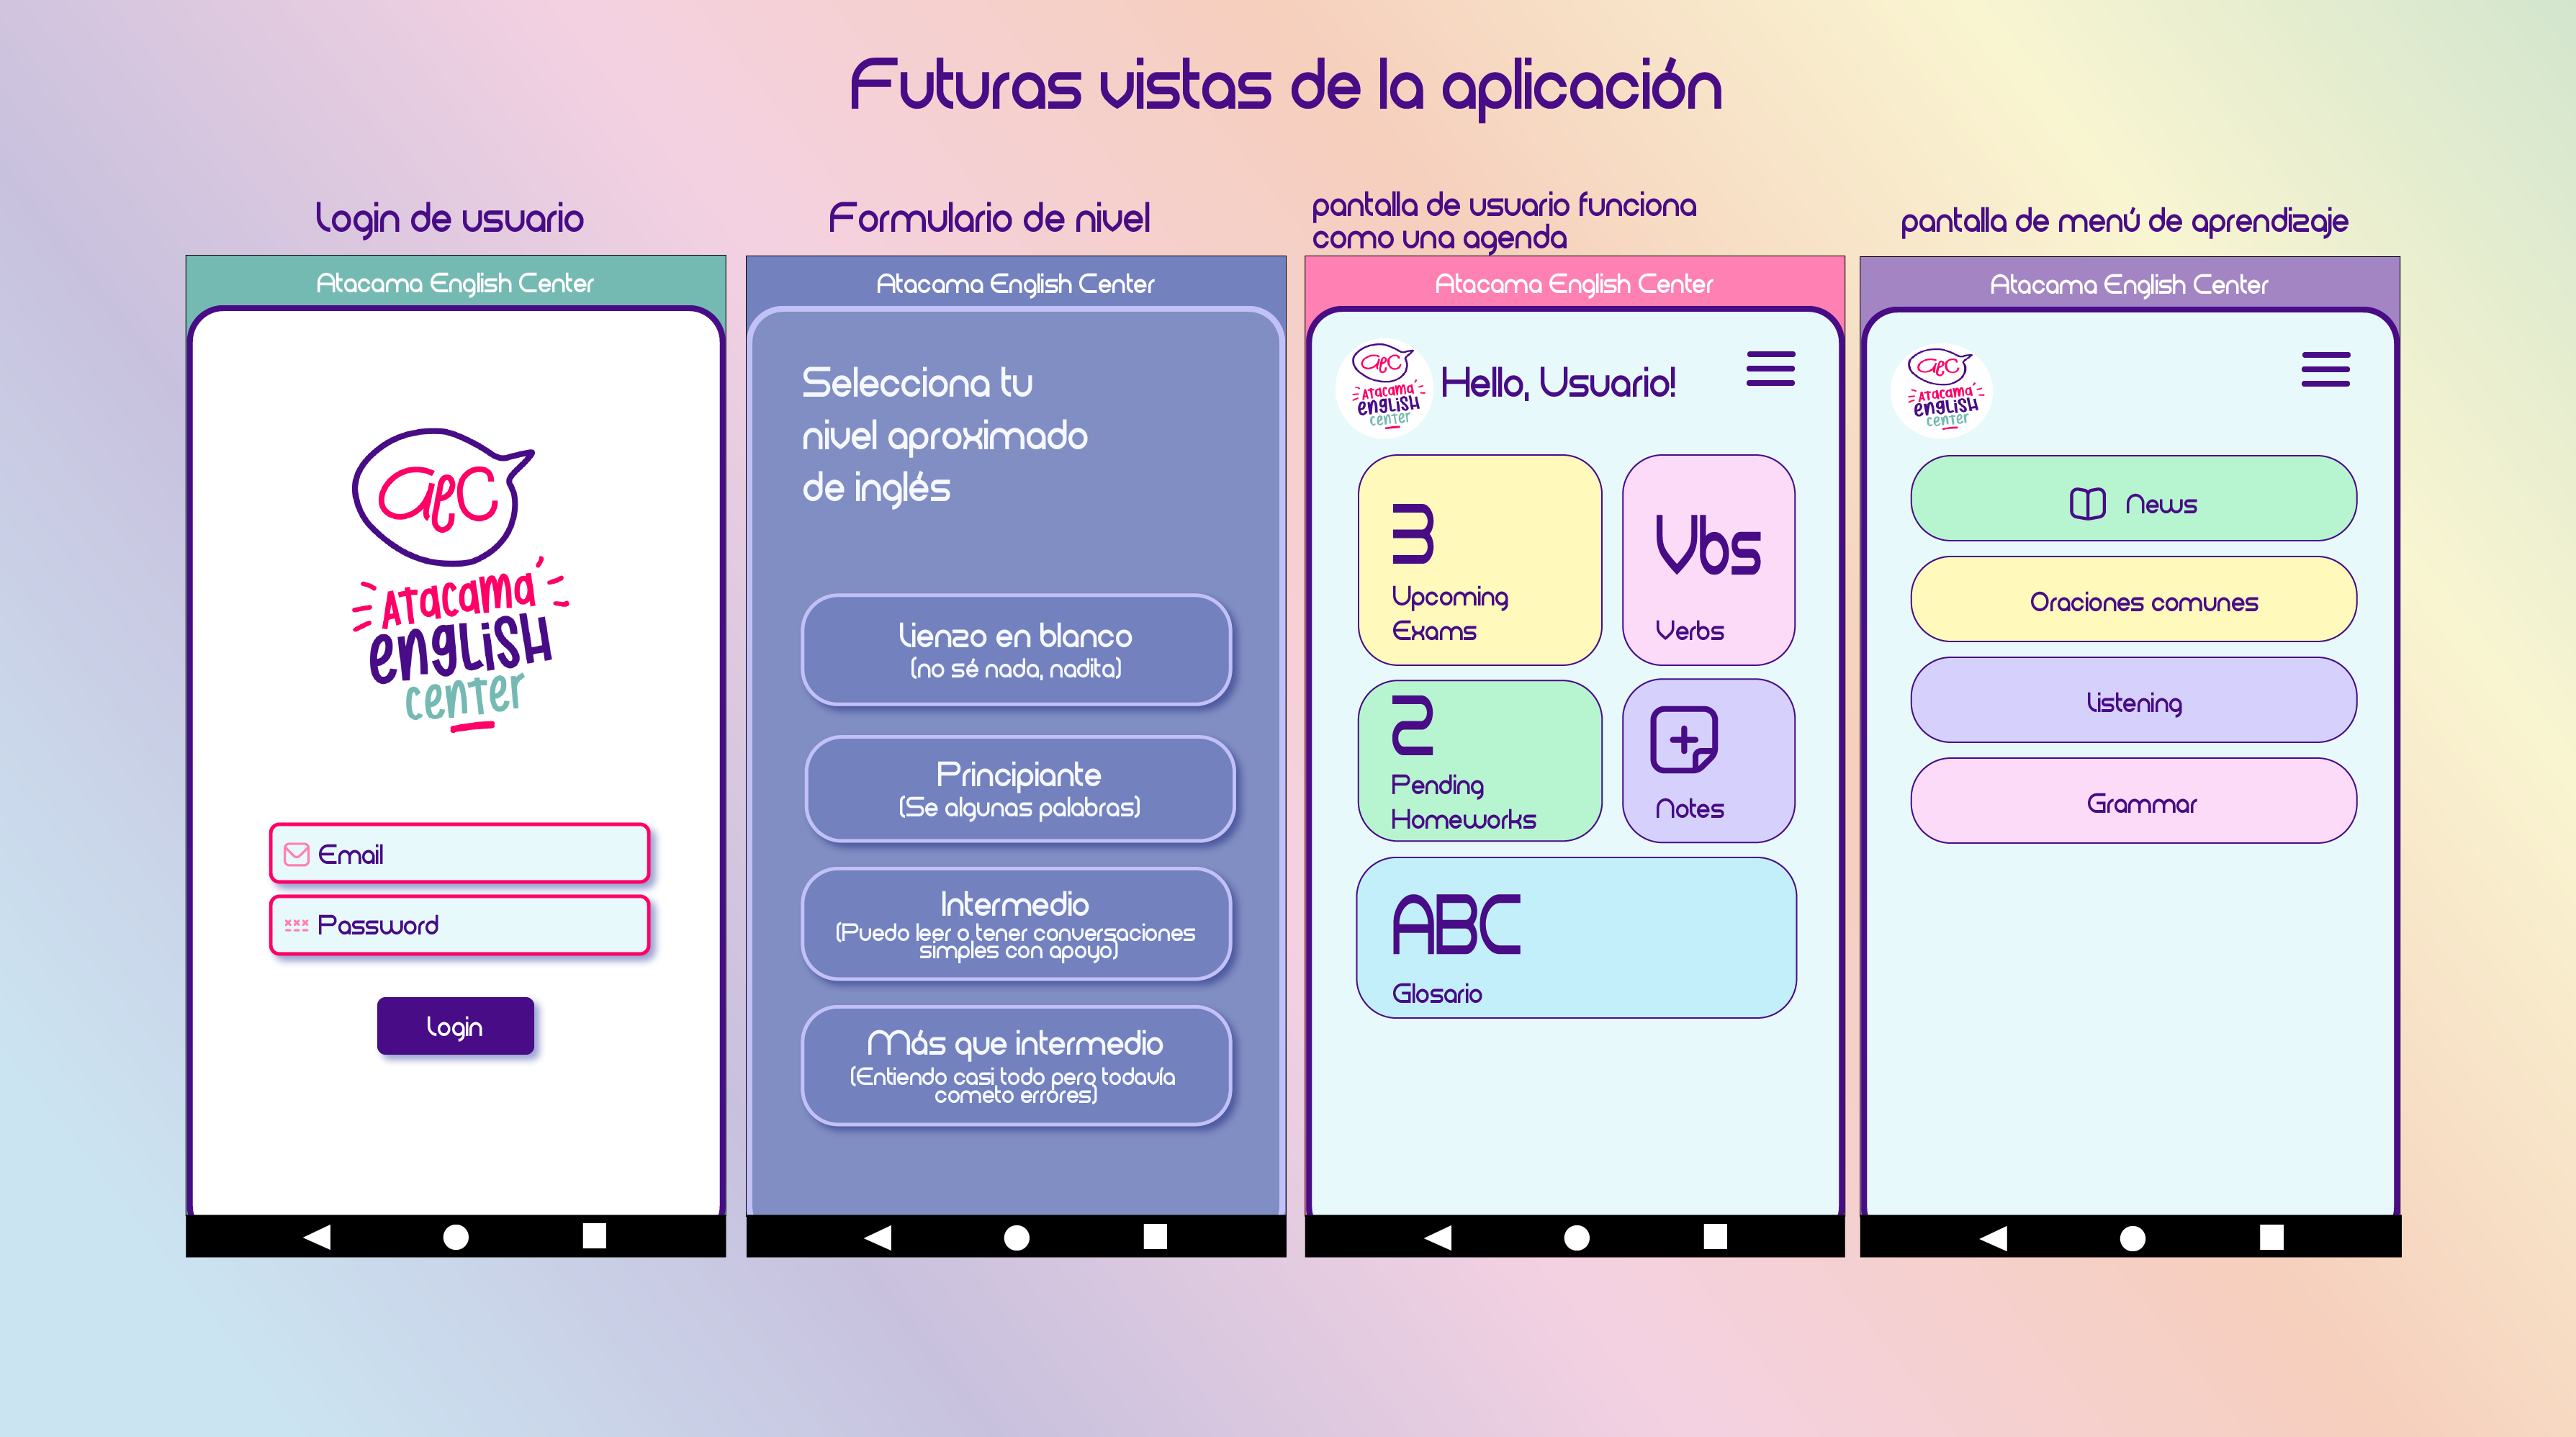 Futuras vistas de la aplicación
Login de usuario
Atacama English Center
aec
Atacama
English
center
Email
Password
Login
Formulario de nivel
Atacama English Center
Selecciona tu
nivel aproximado
de inglés
Lienzo en blanco
(no sé nada, nadita)
Principiante
(Se algunas palabras)
Intermedio
(Puedo leer o tener conversaciones
simples con apoyo)
Más que intermedio
(Entiendo casi todo pero todavía
cometo errores)
pantalla de usuario funciona
como una agenda
Atacama English Center
aec
Atacama
English
center
Hello, Usuario!
3
Upcoming
Exams
Vbs
Verbs
2
Pending
Homeworks
Notes
ABC
Glosario
pantalla de menú de aprendizaje
Atacama English Center
aec
Atacama
English
center
News
Oraciones comunes
Listening
Grammar